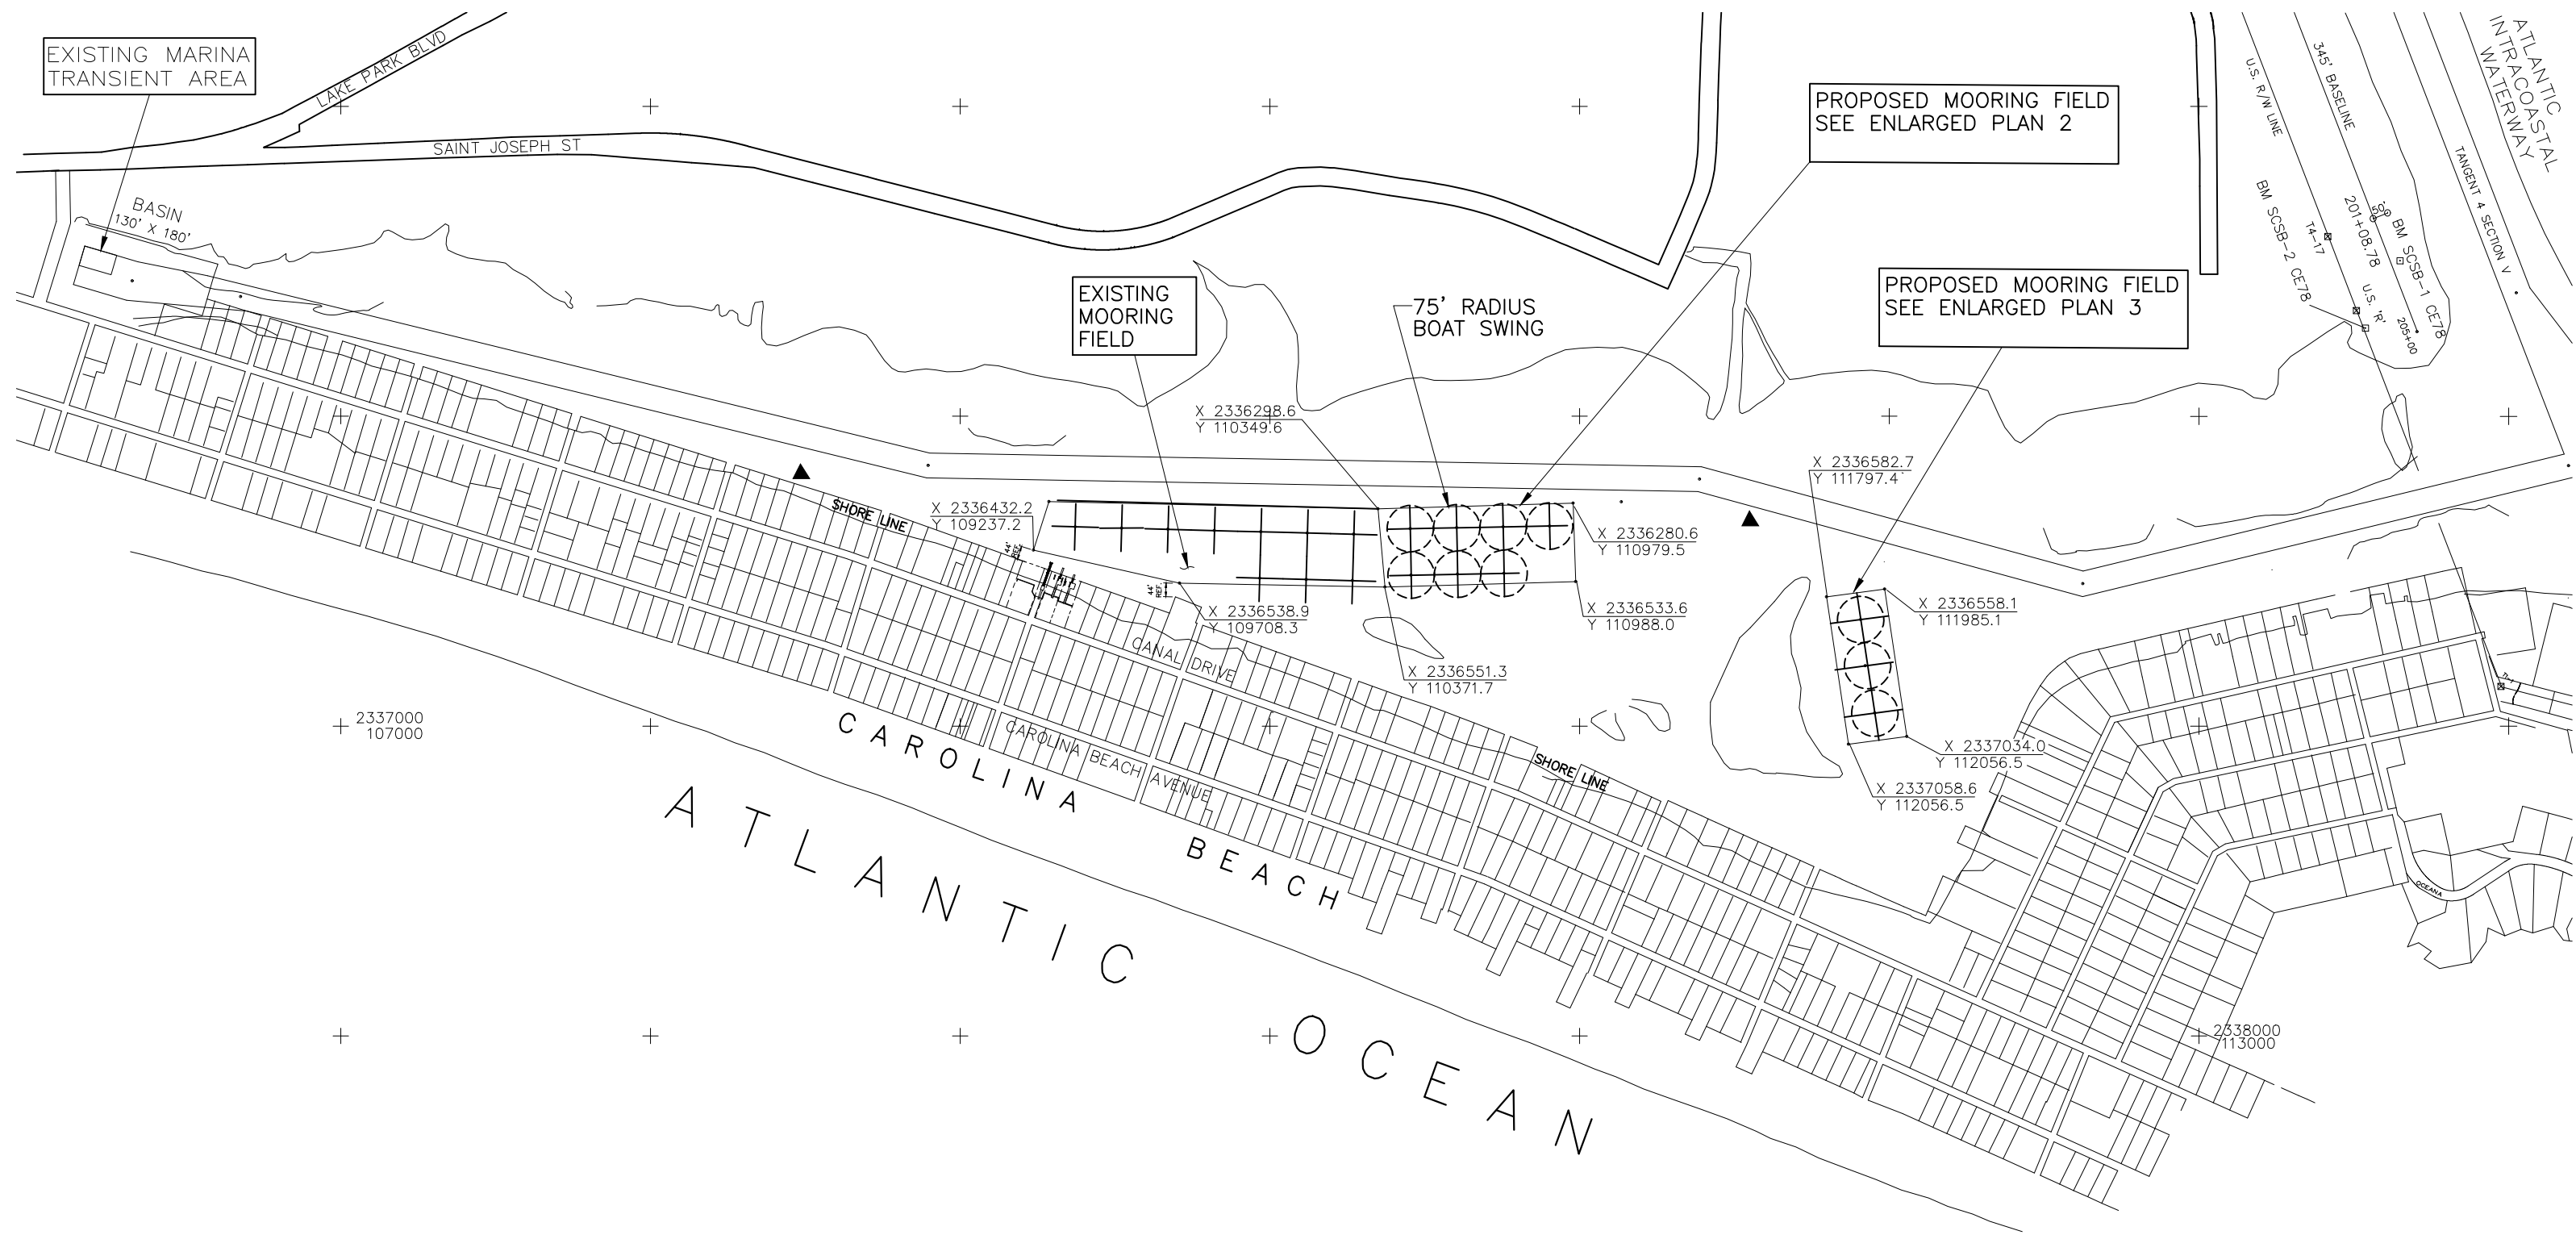 EXISTING MARINA
TRANSIENT AREA
LAKE PARK BLVD
SAINT JOSEPH ST
BASIN
130' X 180'
PROPOSED MOORING FIELD
SEE ENLARGED PLAN 2
ATLANTIC
INTRACOASTAL
WATERWAY
U.S. R/W LINE
345' BASELINE
TANGENT 4 SECTION V
BM SCSB-2 CE78
T4-17
201+08.78
50'
BM SCSB-1 CE78
U.S. 'R'
205+00
EXISTING
MOORING
FIELD
75' RADIUS
BOAT SWING
PROPOSED MOORING FIELD
SEE ENLARGED PLAN 3
X 2336298.6
Y 110349.6
X 2336582.7
Y 111797.4
SHORE LINE
X 2336432.2
Y 109237.2
X 2336280.6
Y 110979.5
44'
REF.
44'
REF.
X 2336538.9
Y 109708.3
X 2336533.6
Y 110988.0
X 2336558.1
Y 111985.1
CANAL DRIVE
X 2336551.3
Y 110371.7
2337000
107000
CAROLINA BEACH AVENUE
SHORE LINE
X 2337034.0
Y 112056.5
X 2337058.6
Y 112056.5
CAROLINA BEACH
ATLANTIC OCEAN
OCEANA
2338000
113000